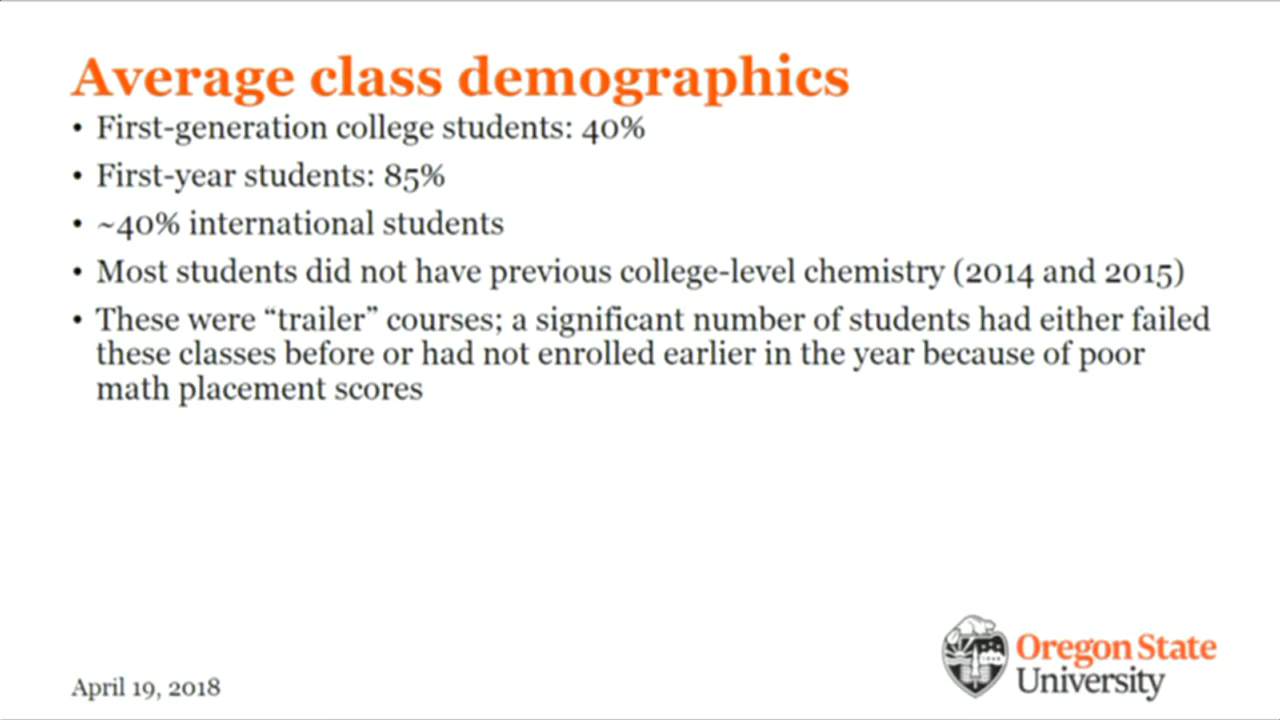 Average class demographics
• First-generation college students: 40%
• First-year students: 85%
• ~40% international students
• Most students did not have previous college-level chemistry (2014 and 2015)
• These were “trailer” courses; a significant number of students had either failed
these classes before or had not enrolled earlier in the year because of poor
math placement scores
Oregon State
University
April 19, 2018